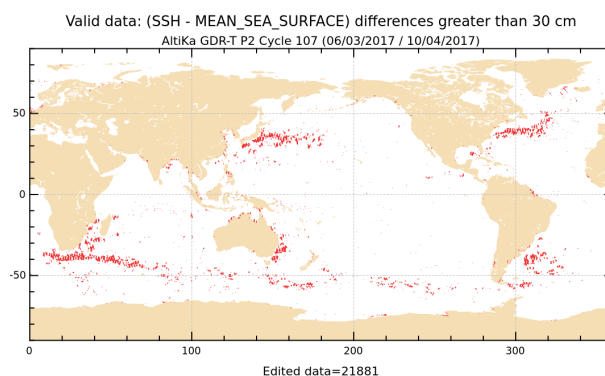 Valid data: (SSH - MEAN_SEA_SURFACE) differences greater than 30 cm
AltiKa GDR-T P2 Cycle 107 (06/03/2017 / 10/04/2017)
50
0
-50
0 100 200 300
Edited data=21881